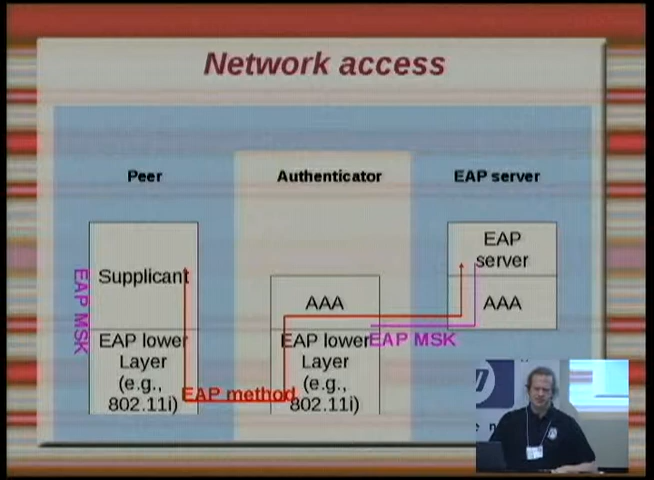 Network access
Peer
Authenticator
EAP server
Supplicant
EAP lower
Layer
(e.g.,
802.11i)
EAP MSK
EAP method
AAA
EAP lower
Layer
(e.g.,
802.11i)
EAP MSK
EAP
server
AAA